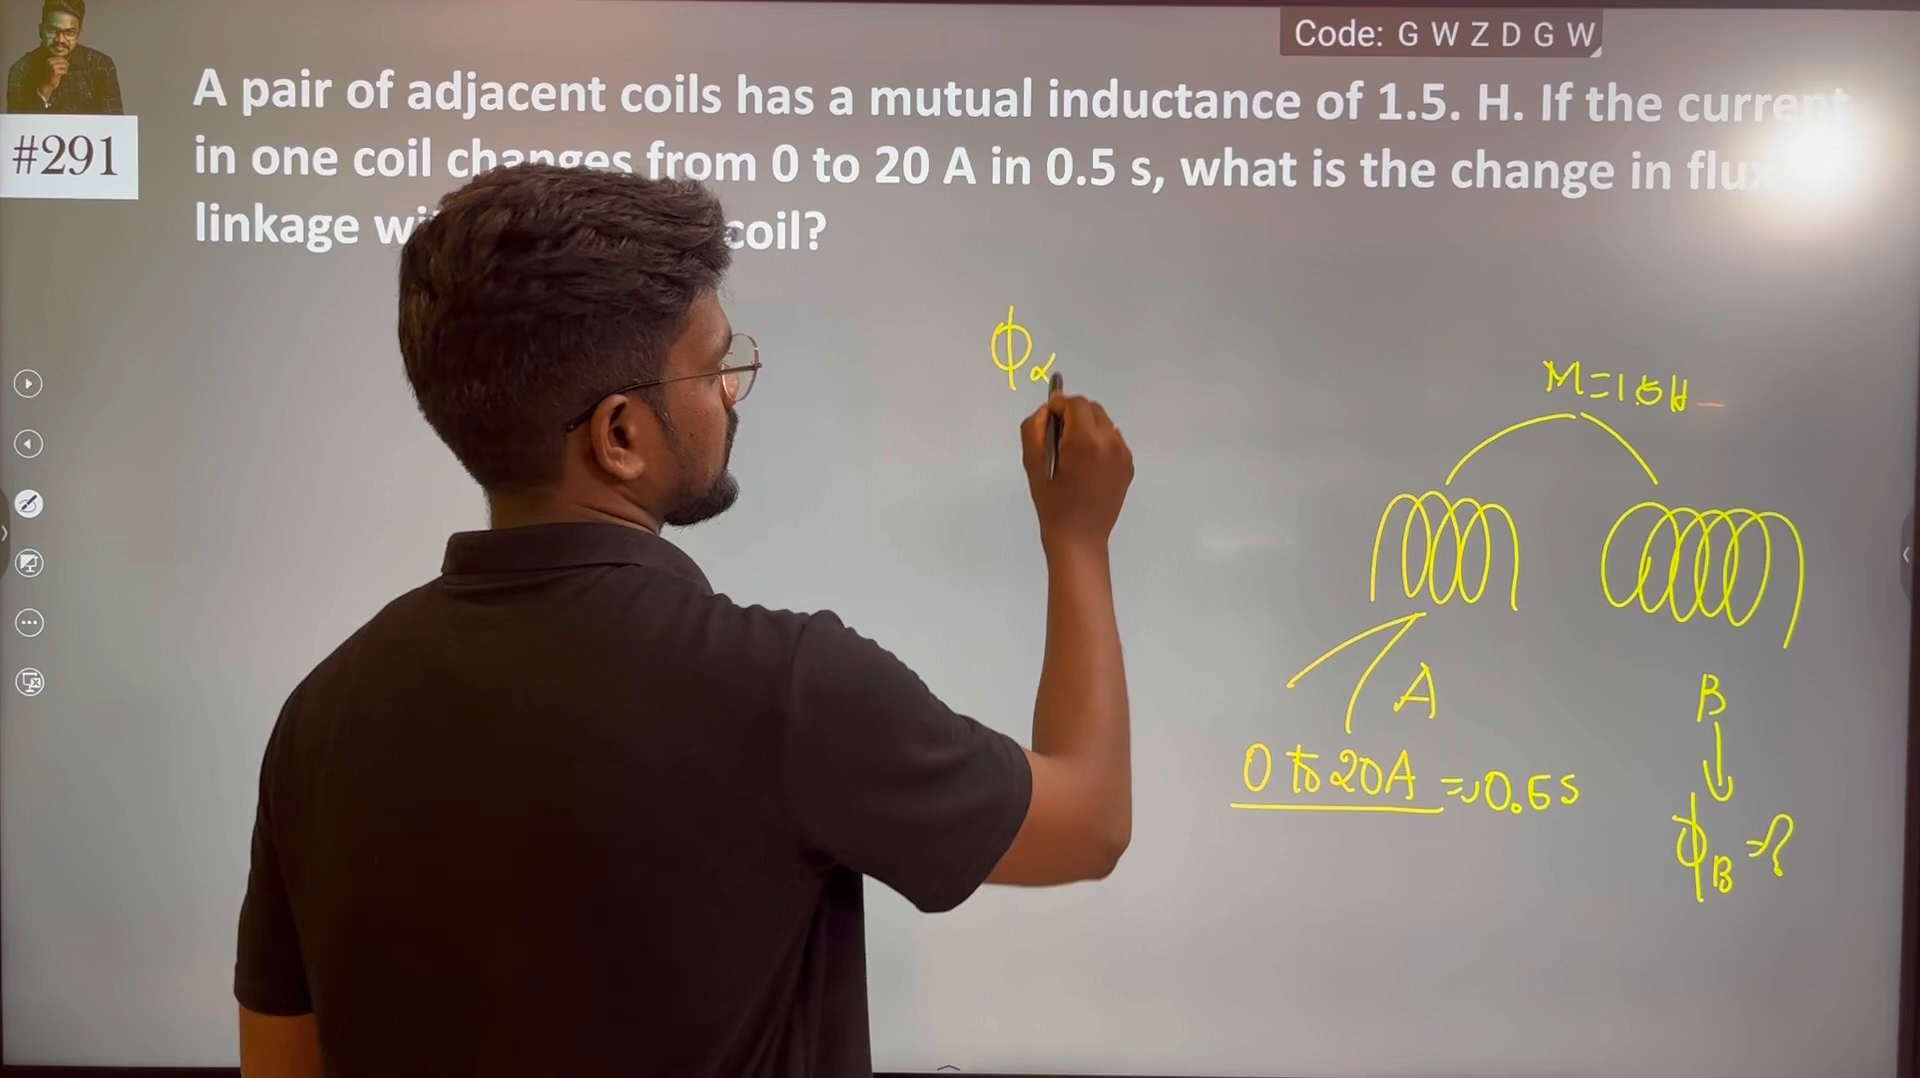 Code: G W Z D G W
#291
A pair of adjacent coils has a mutual inductance of 1.5. H. If the current
in one coil changes from 0 to 20 A in 0.5 s, what is the change in flux
linkage coil?
ϕ α
M=1.5H
A
B
0 to 20A = 0.5s
ϕB = ?